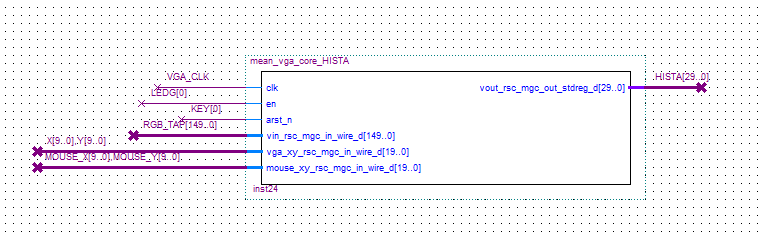 mean_vga_core_HISTA
VGA_CLK
clk
vout_rsc_mgc_out_stdreg_d[29..0]
HISTA[29..0]
LEDG[0]
en
KEY[0]
arst_n
RGB_TAP[149..0]
vin_rsc_mgc_in_wire_d[149..0]
X[9..0],Y[9..0]
vga_xy_rsc_mgc_in_wire_d[19..0]
MOUSE_X[9..0],MOUSE_Y[9..0]
mouse_xy_rsc_mgc_in_wire_d[19..0]
inst24